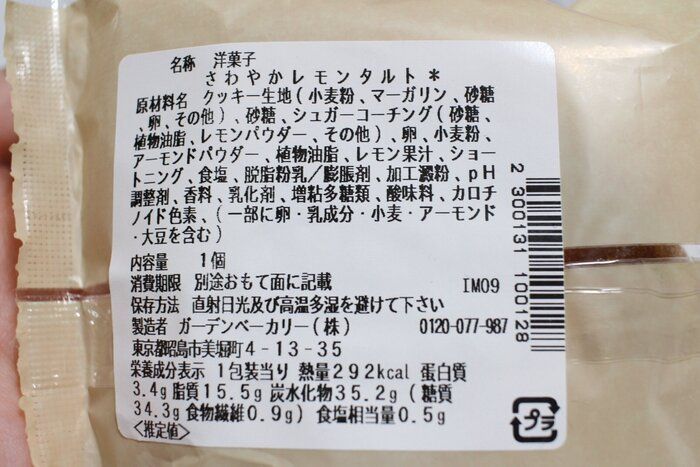 名称 洋菓子
さわやかレモンタルト*
原材料名 クッキー生地(小麦粉、マーガリン、砂糖
、卵、その他)、砂糖、シュガーコーチング(砂糖、
植物油脂、レモンパウダー、その他)、卵、小麦粉、
アーモンドパウダー、植物油脂、レモン果汁、ショー
トニング、食塩、脱脂粉乳/膨脹剤、加工澱粉、pH
調整剤、香料、乳化剤、増粘多糖類、酸味料、カロチ
ノイド色素、(一部に卵・乳成分・小麦・アーモンド
・大豆を含む)
内容量 1個
消費期限 別途おもて面に記載 IM09
保存方法 直射日光及び高温多湿を避けて下さい
製造者 ガーデンベーカリー(株) 0120-077-987
東京都昭島市美堀町4-13-35
栄養成分表示 1包装当り 熱量292kcal 蛋白質
3.4g 脂質15.5g 炭水化物35.2g(糖質
34.3g 食物繊維0.9g) 食塩相当量0.5g
<推定値>
プラ
2 300131 100128